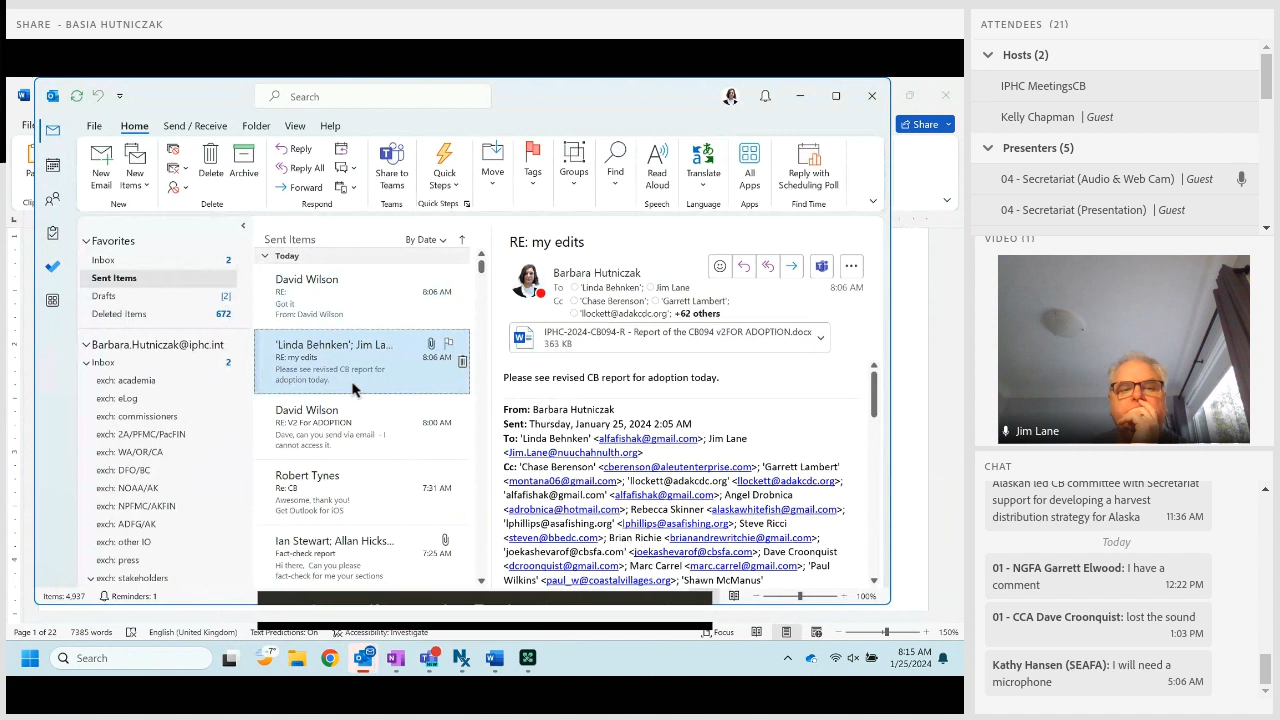 SHARE - BASIA HUTNICZAK
Search
File Home Send / Receive Folder View Help
Share
New Email
New Items
New
Delete
Archive
Delete
Reply
Reply All
Forward
Respond
Share to Teams
Teams
Quick Steps
Quick Steps
Move
Tags
Groups
Find
Read Aloud
Speech
Translate
Language
All Apps
Apps
Reply with Scheduling Poll
Find Time
Favorites
Inbox 2
Sent Items
Drafts [2]
Deleted Items 672
Barbara.Hutniczak@iphc.int
Inbox 2
exch: academia
exch: eLog
exch: commissioners
exch: 2A/PFMC/PacFIN
exch: WA/OR/CA
exch: DFO/BC
exch: NOAA/AK
exch: NPFMC/AKFIN
exch: ADFG/AK
exch: other IO
exch: press
exch: stakeholders
Sent Items By Date
Today
David Wilson
RE: 8:06 AM
Got it
From: David Wilson
'Linda Behnken'; Jim La...
RE: my edits 8:06 AM
Please see revised CB report for
adoption today.
David Wilson
RE: V2 For ADOPTION 8:00 AM
Dave, can you send via email - I
cannot access it.
Robert Tynes
Re: CB 7:31 AM
Awesome, thank you!
Get Outlook for iOS
Ian Stewart; Allan Hicks...
Fact-check report 7:25 AM
Hi there, Can you please
fact-check for me your sections
RE: my edits
Barbara Hutniczak
To 'Linda Behnken'; Jim Lane 8:06 AM
Cc 'Chase Berenson'; 'Garrett Lambert';
'llockett@adakcdc.org'; +62 others
IPHC-2024-CB094-R - Report of the CB094 v2FOR ADOPTION.docx
363 KB
Please see revised CB report for adoption today.
From: Barbara Hutniczak
Sent: Thursday, January 25, 2024 2:05 AM
To: 'Linda Behnken' <alfafishak@gmail.com>; Jim Lane
<Jim.Lane@nuuchahnulth.org>
Cc: 'Chase Berenson' <cberenson@aleutenterprise.com>; 'Garrett Lambert'
<montana06@gmail.com>; 'llockett@adakcdc.org' <llockett@adakcdc.org>;
'alfafishak@gmail.com' <alfafishak@gmail.com>; Angel Drobnica
<adrobnica@hotmail.com>; Rebecca Skinner <alaskawhitefish@gmail.com>;
'lphillips@asafishing.org' <lphillips@asafishing.org>; Steve Ricci
<steven@bbedc.com>; Brian Richie <brianandrewritchie@gmail.com>;
'joekashevarof@cbsfa.com' <joekashevarof@cbsfa.com>; Dave Croonquist
<dcroonquist@gmail.com>; Marc Carrel <marc.carrel@gmail.com>; 'Paul
Wilkins' <paul_w@coastalvillages.org>; 'Shawn McManus'
Items: 4,937 Reminders: 1 100%
Page 1 of 22 7385 words English (United Kingdom) Text Predictions: On Accessibility: Investigate Focus 150%
Search -7° 8:15 AM
1/25/2024
ATTENDEES (21)
Hosts (2)
IPHC MeetingsCB
Kelly Chapman | Guest
Presenters (5)
04 - Secretariat (Audio & Web Cam) | Guest
04 - Secretariat (Presentation) | Guest
VIDEO (1)
Jim Lane
CHAT
Alaskan led CB committee with Secretariat
support for developing a harvest
distribution strategy for Alaska 11:36 AM
Today
01 - NGFA Garrett Elwood: I have a
comment 12:22 PM
01 - CCA Dave Croonquist: lost the sound
1:03 PM
Kathy Hansen (SEAFA): I will need a
microphone 5:06 AM